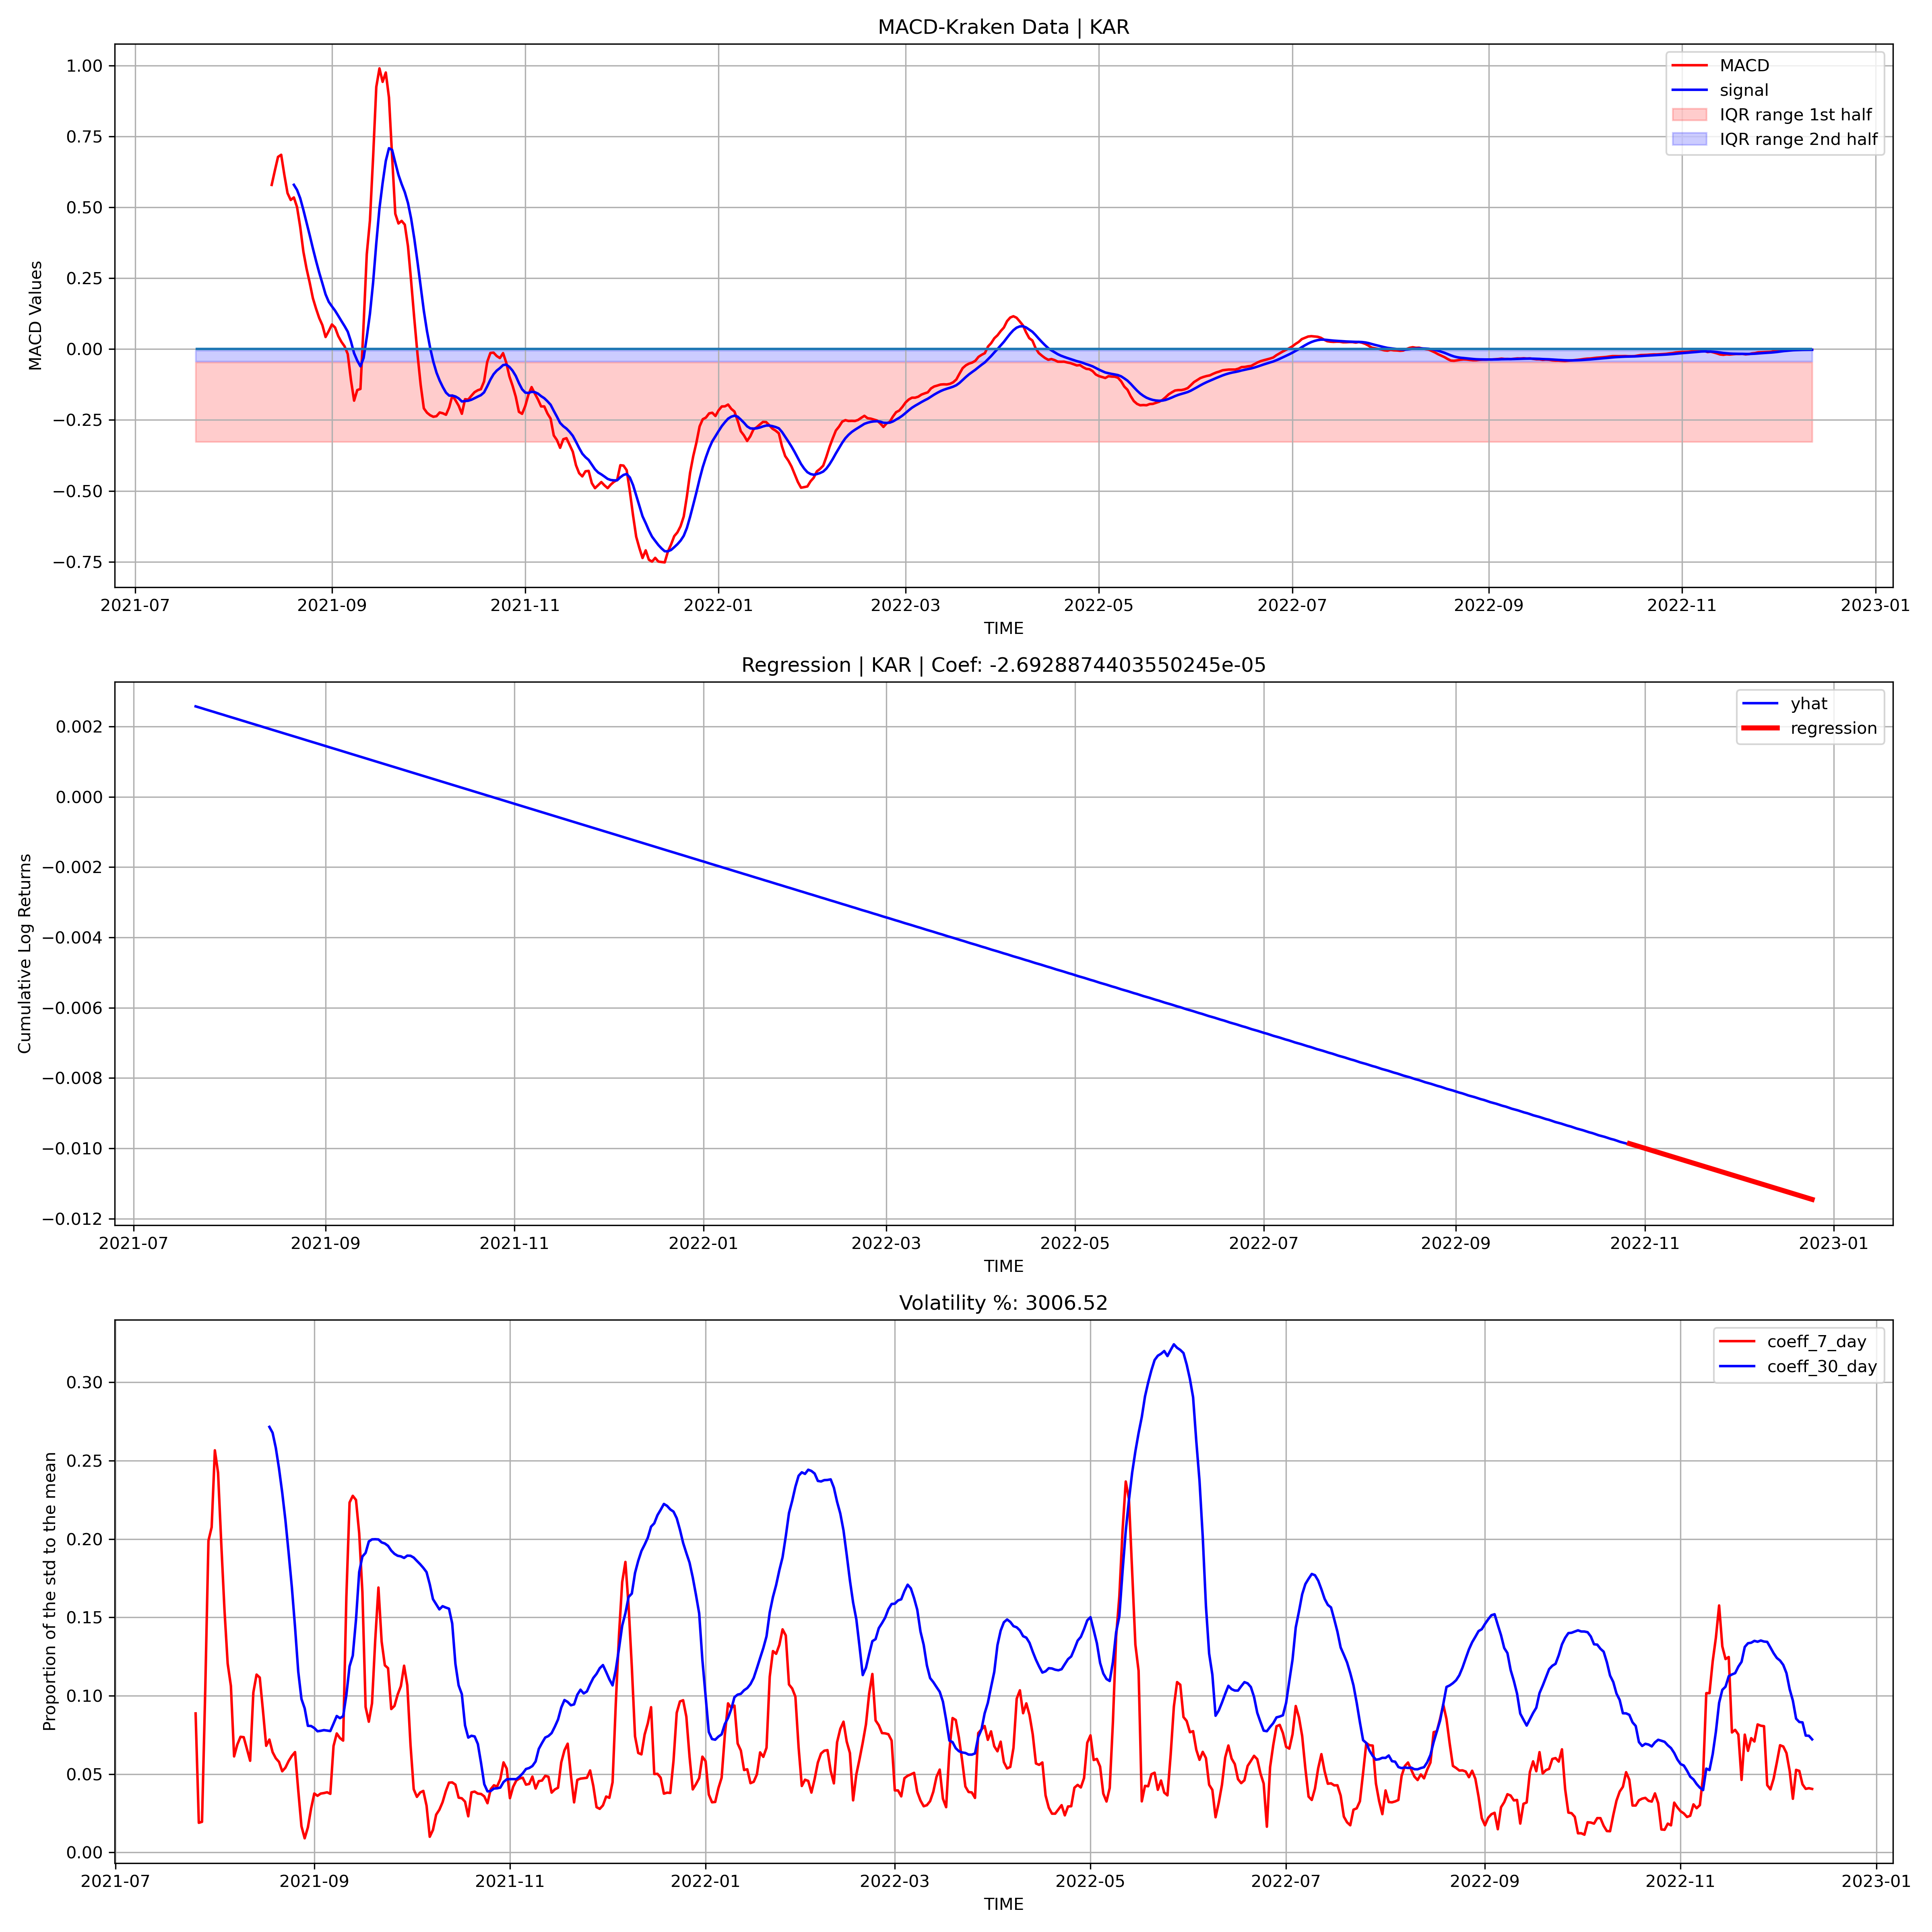 MACD-Kraken Data | KAR
MACD Values
1.00
0.75
0.50
0.25
0.00
−0.25
−0.50
−0.75
MACD
signal
IQR range 1st half
IQR range 2nd half
2021-07 2021-09 2021-11 2022-01 2022-03 2022-05 2022-07 2022-09 2022-11 2023-01
TIME
Regression | KAR | Coef: -2.6928874403550245e-05
Cumulative Log Returns
0.002
0.000
−0.002
−0.004
−0.006
−0.008
−0.010
−0.012
yhat
regression
2021-07 2021-09 2021-11 2022-01 2022-03 2022-05 2022-07 2022-09 2022-11 2023-01
TIME
Volatility %: 3006.52
Proportion of the std to the mean
0.30
0.25
0.20
0.15
0.10
0.05
0.00
coeff_7_day
coeff_30_day
2021-07 2021-09 2021-11 2022-01 2022-03 2022-05 2022-07 2022-09 2022-11 2023-01
TIME